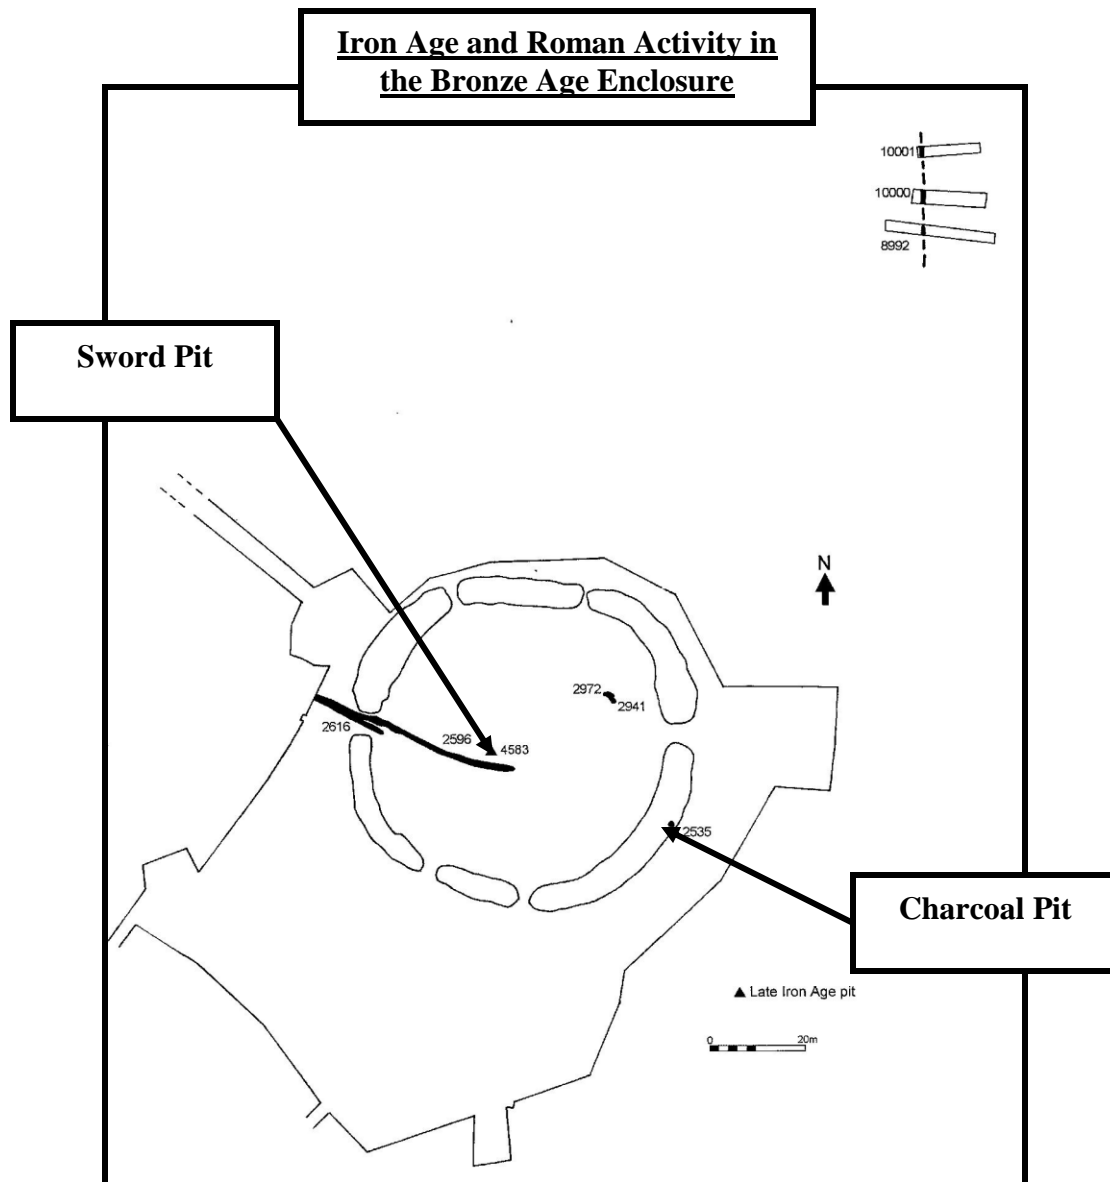 Iron Age and Roman Activity in
the Bronze Age Enclosure
10001
10000
8992
Sword Pit
N
2972
2941
2616
2596
4583
2535
Charcoal Pit
Late Iron Age pit
0 20m